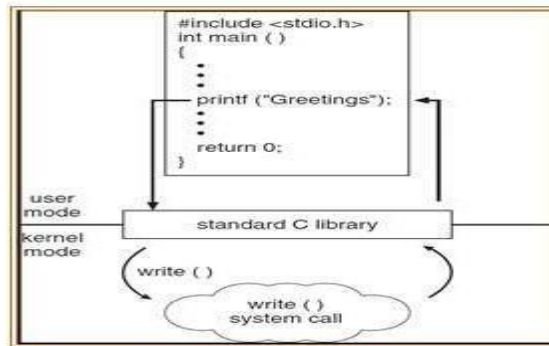 #include <stdio.h>
int main ( )
{
•
•
•
printf ("Greetings");
•
•
•
return 0;
}
user
mode
standard C library
kernel
mode
write ( )
write ( )
system call